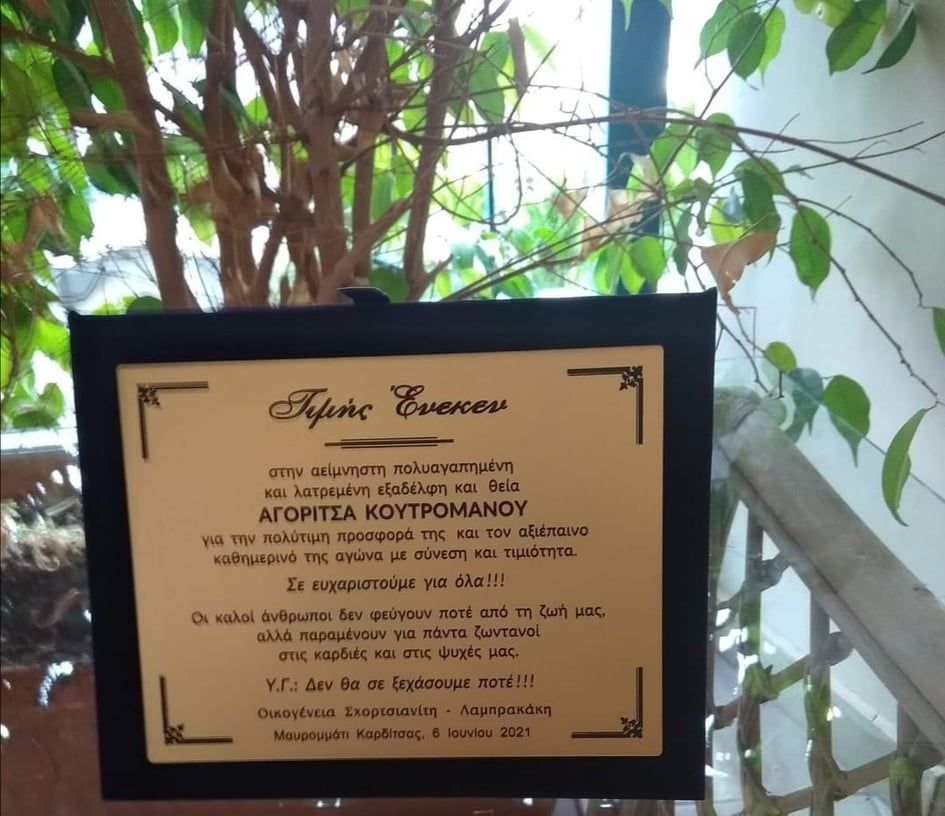 Τιμής Ένεκεν
στην αείμνηστη πολυαγαπημένη
και λατρεμένη εξαδέλφη και θεία
ΑΓΟΡΙΤΣΑ ΚΟΥΤΡΟΜΑΝΟΥ
για την πολύτιμη προσφορά της και τον αξιέπαινο
καθημερινό της αγώνα με σύνεση και τιμιότητα.
Σε ευχαριστούμε για όλα!!!
Οι καλοί άνθρωποι δεν φεύγουν ποτέ από τη ζωή μας,
αλλά παραμένουν για πάντα ζωντανοί
στις καρδιές και στις ψυχές μας.
Υ.Γ.: Δεν θα σε ξεχάσουμε ποτέ!!!
Οικογένεια Σχορτσιανίτη - Λαμπρακάκη
Μαυρομμάτι Καρδίτσας, 6 Ιουνίου 2021